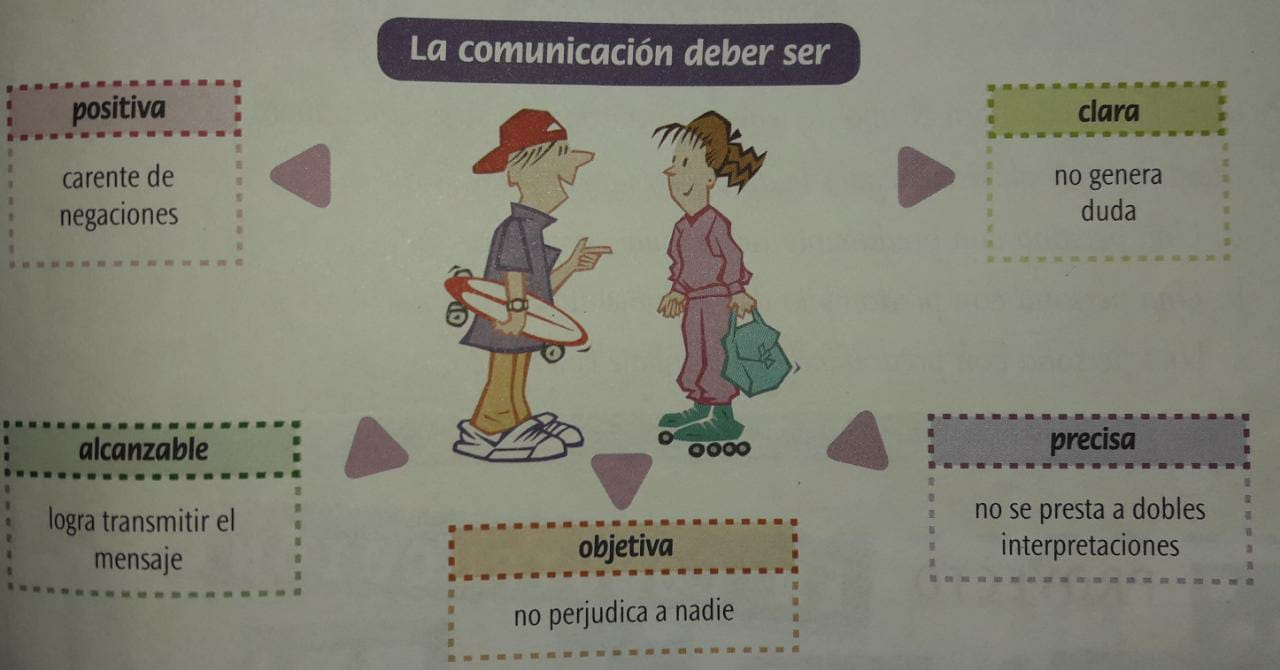 La comunicación deber ser
positiva
carente de
negaciones
clara
no genera
duda
alcanzable
logra transmitir el
mensaje
objetiva
no perjudica a nadie
precisa
no se presta a dobles
interpretaciones